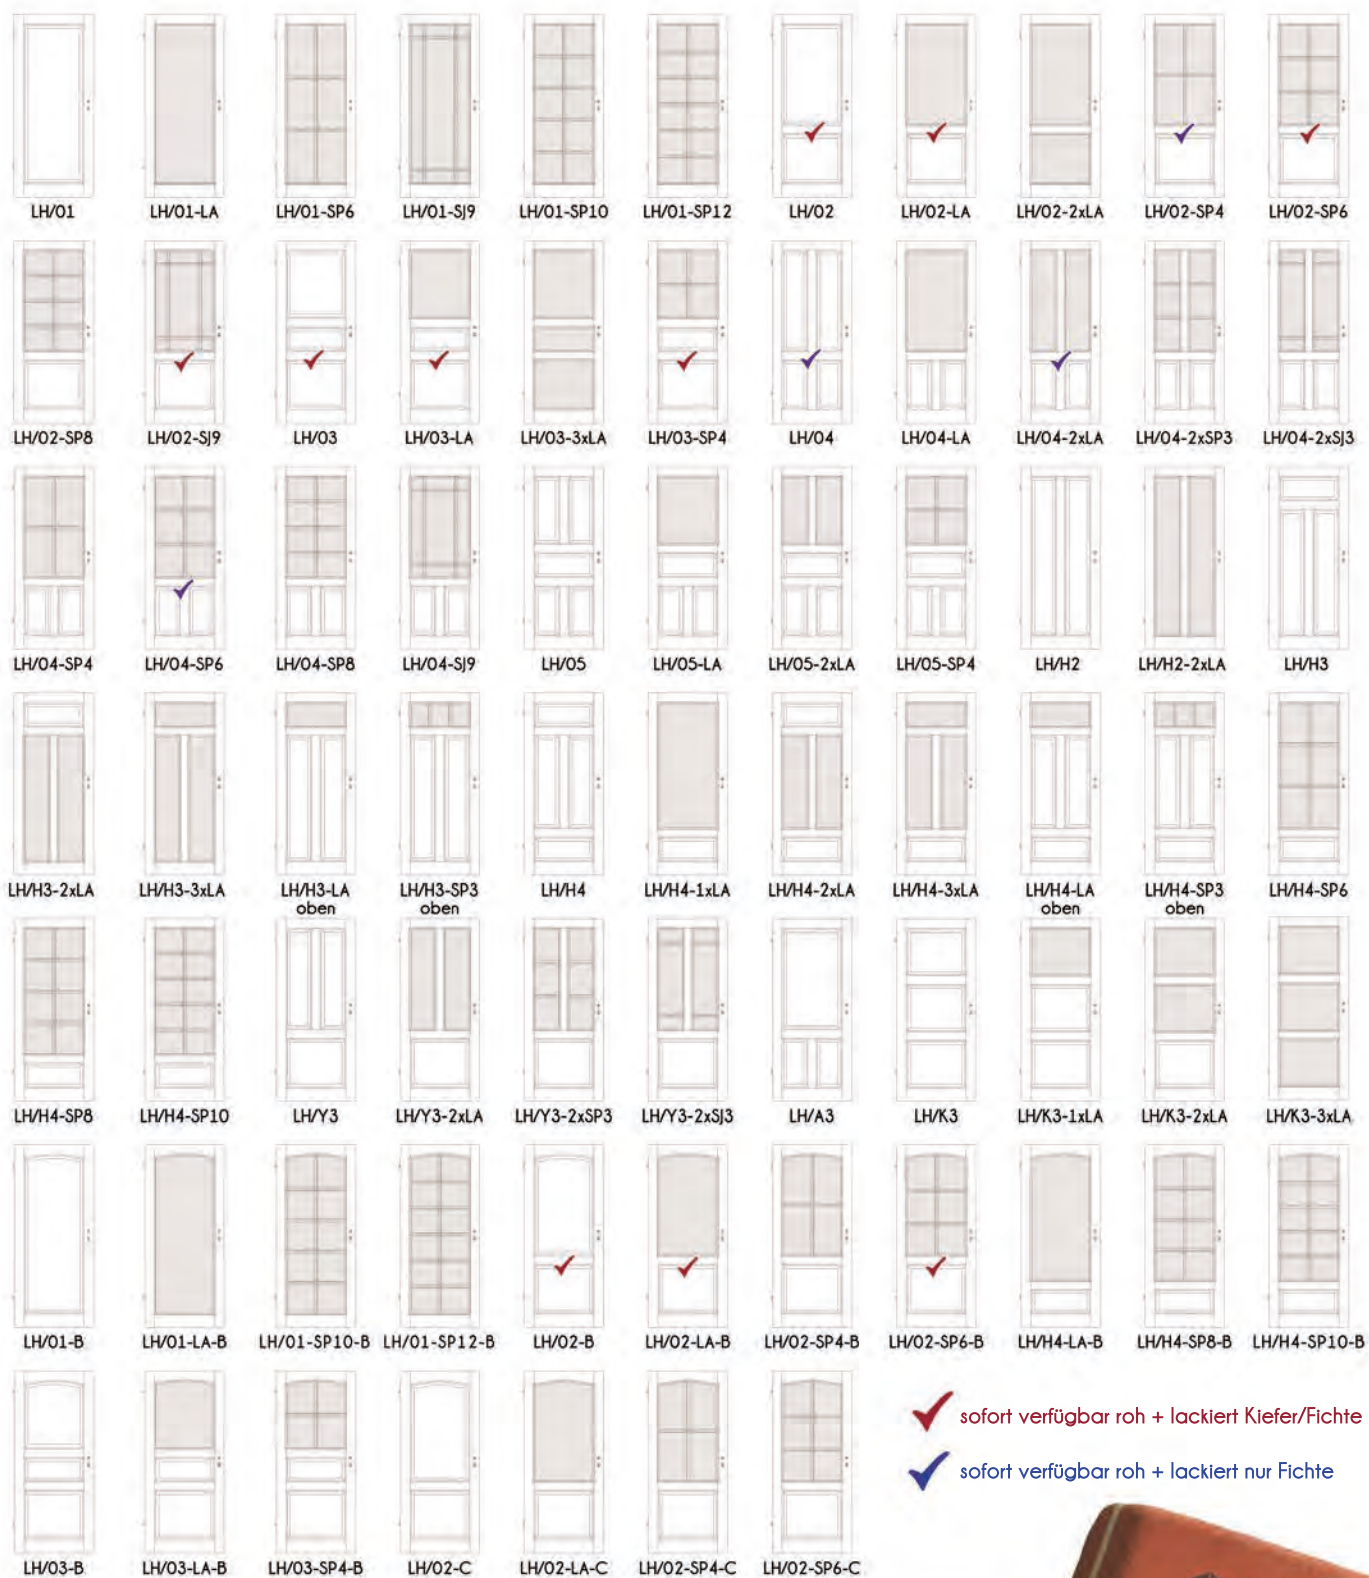 LH/01 LH/01-LA LH/01-SP6 LH/01-SJ9 LH/01-SP10 LH/01-SP12 LH/02 LH/02-LA LH/02-2xLA LH/02-SP4 LH/02-SP6
LH/02-SP8 LH/02-SJ9 LH/03 LH/03-LA LH/03-3xLA LH/03-SP4 LH/04 LH/04-LA LH/04-2xLA LH/04-2xSP3 LH/04-2xSJ3
LH/04-SP4 LH/04-SP6 LH/04-SP8 LH/04-SJ9 LH/05 LH/05-LA LH/05-2xLA LH/05-SP4 LH/H2 LH/H2-2xLA LH/H3
LH/H3-2xLA LH/H3-3xLA LH/H3-LA LH/H3-SP3 LH/H4 LH/H4-1xLA LH/H4-2xLA LH/H4-3xLA LH/H4-LA LH/H4-SP3 LH/H4-SP6
oben oben oben oben
LH/H4-SP8 LH/H4-SP10 LH/Y3 LH/Y3-2xLA LH/Y3-2xSP3 LH/Y3-2xSJ3 LH/A3 LH/K3 LH/K3-1xLA LH/K3-2xLA LH/K3-3xLA
LH/01-B LH/01-LA-B LH/01-SP10-B LH/01-SP12-B LH/02-B LH/02-LA-B LH/02-SP4-B LH/02-SP6-B LH/H4-LA-B LH/H4-SP8-B LH/H4-SP10-B
sofort verfügbar roh + lackiert Kiefer/Fichte
sofort verfügbar roh + lackiert nur Fichte
LH/03-B LH/03-LA-B LH/03-SP4-B LH/02-C LH/02-LA-C LH/02-SP4-C LH/02-SP6-C